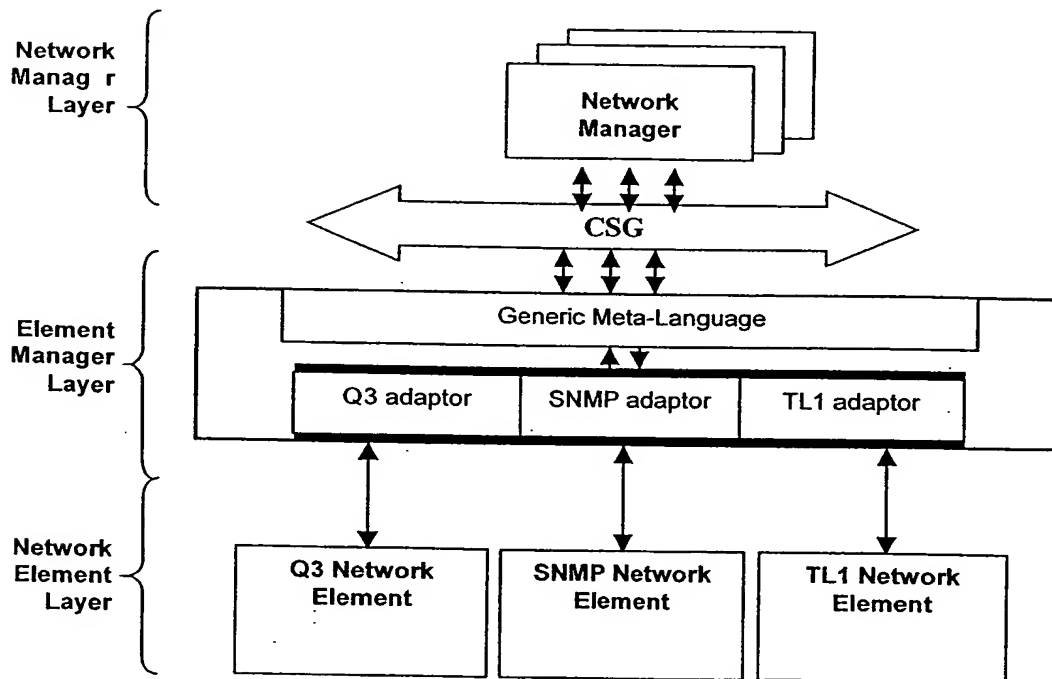 Network
Manag r
Layer
Network
Manager
CSG
Element
Manager
Layer
Generic Meta-Language
Q3 adaptor
SNMP adaptor
TL1 adaptor
Network
Element
Layer
Q3 Network
Element
SNMP Network
Element
TL1 Network
Element